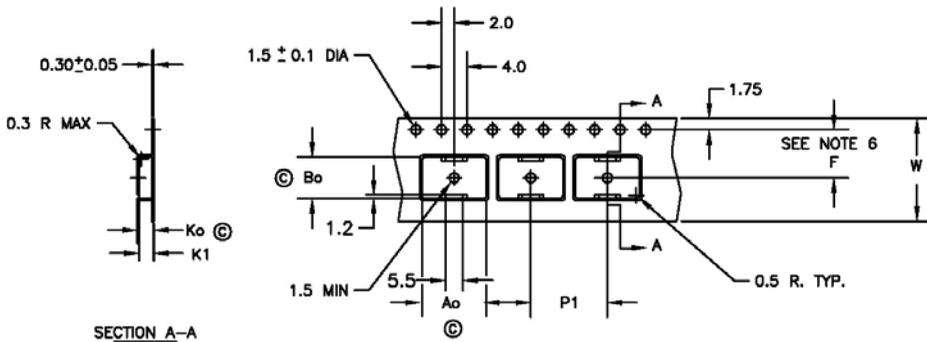 2.0
1.5 ± 0.1 DIA
0.30±0.05
4.0
A
1.75
0.3 R MAX
SEE NOTE 6
F
W
Ⓒ Bo
Ko Ⓒ
1.2
A
K1
5.5
0.5 R. TYP.
1.5 MIN
Ao
P1
Ⓒ
SECTION A-A